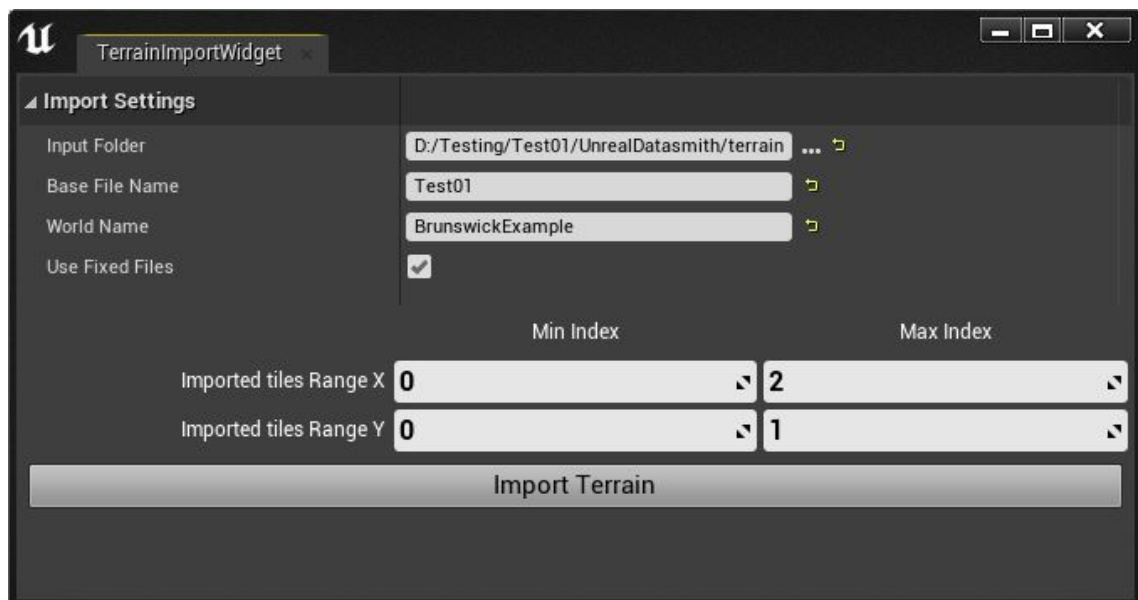 TerrainImportWidget
Import Settings
Input Folder D:/Testing/Test01/UnrealDatasmith/terrain ...
Base File Name Test01
World Name BrunswickExample
Use Fixed Files
Min Index Max Index
Imported tiles Range X 0 2
Imported tiles Range Y 0 1
Import Terrain